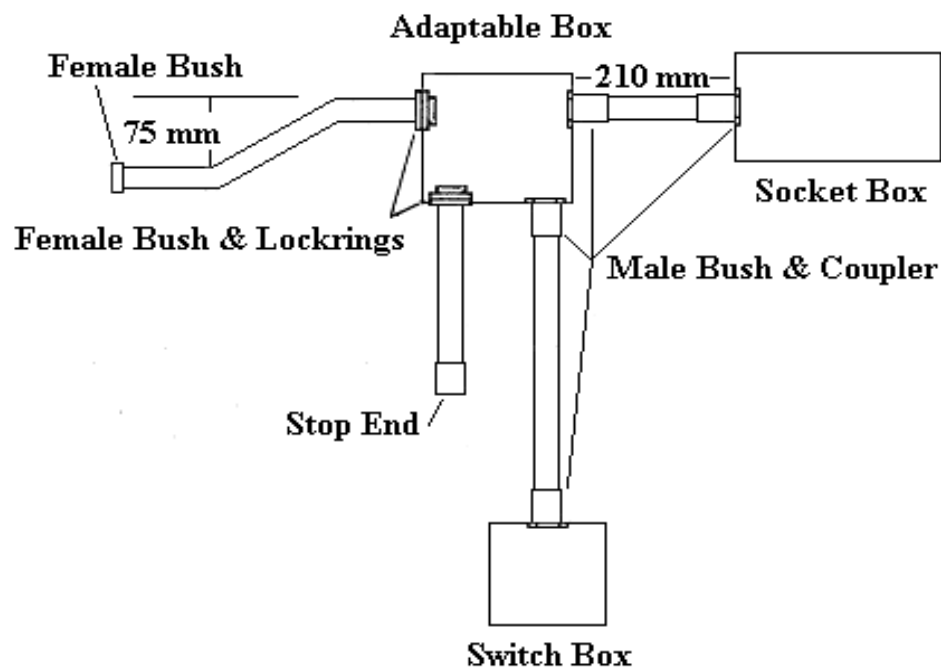 Adaptable Box
Female Bush
210 mm
75 mm
Socket Box
Female Bush & Lockrings
Male Bush & Coupler
Stop End
Switch Box